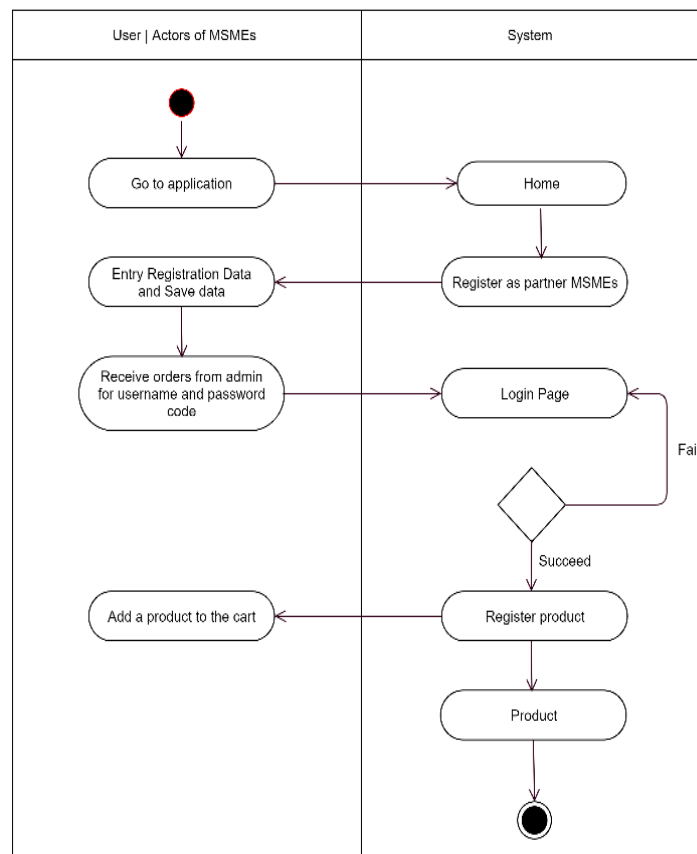 User | Actors of MSMEs
System
Go to application
Home
Entry Registration Data
and Save data
Register as partner MSMEs
Receive orders from admin
for username and password
code
Login Page
Fai
Succeed
Add a product to the cart
Register product
Product